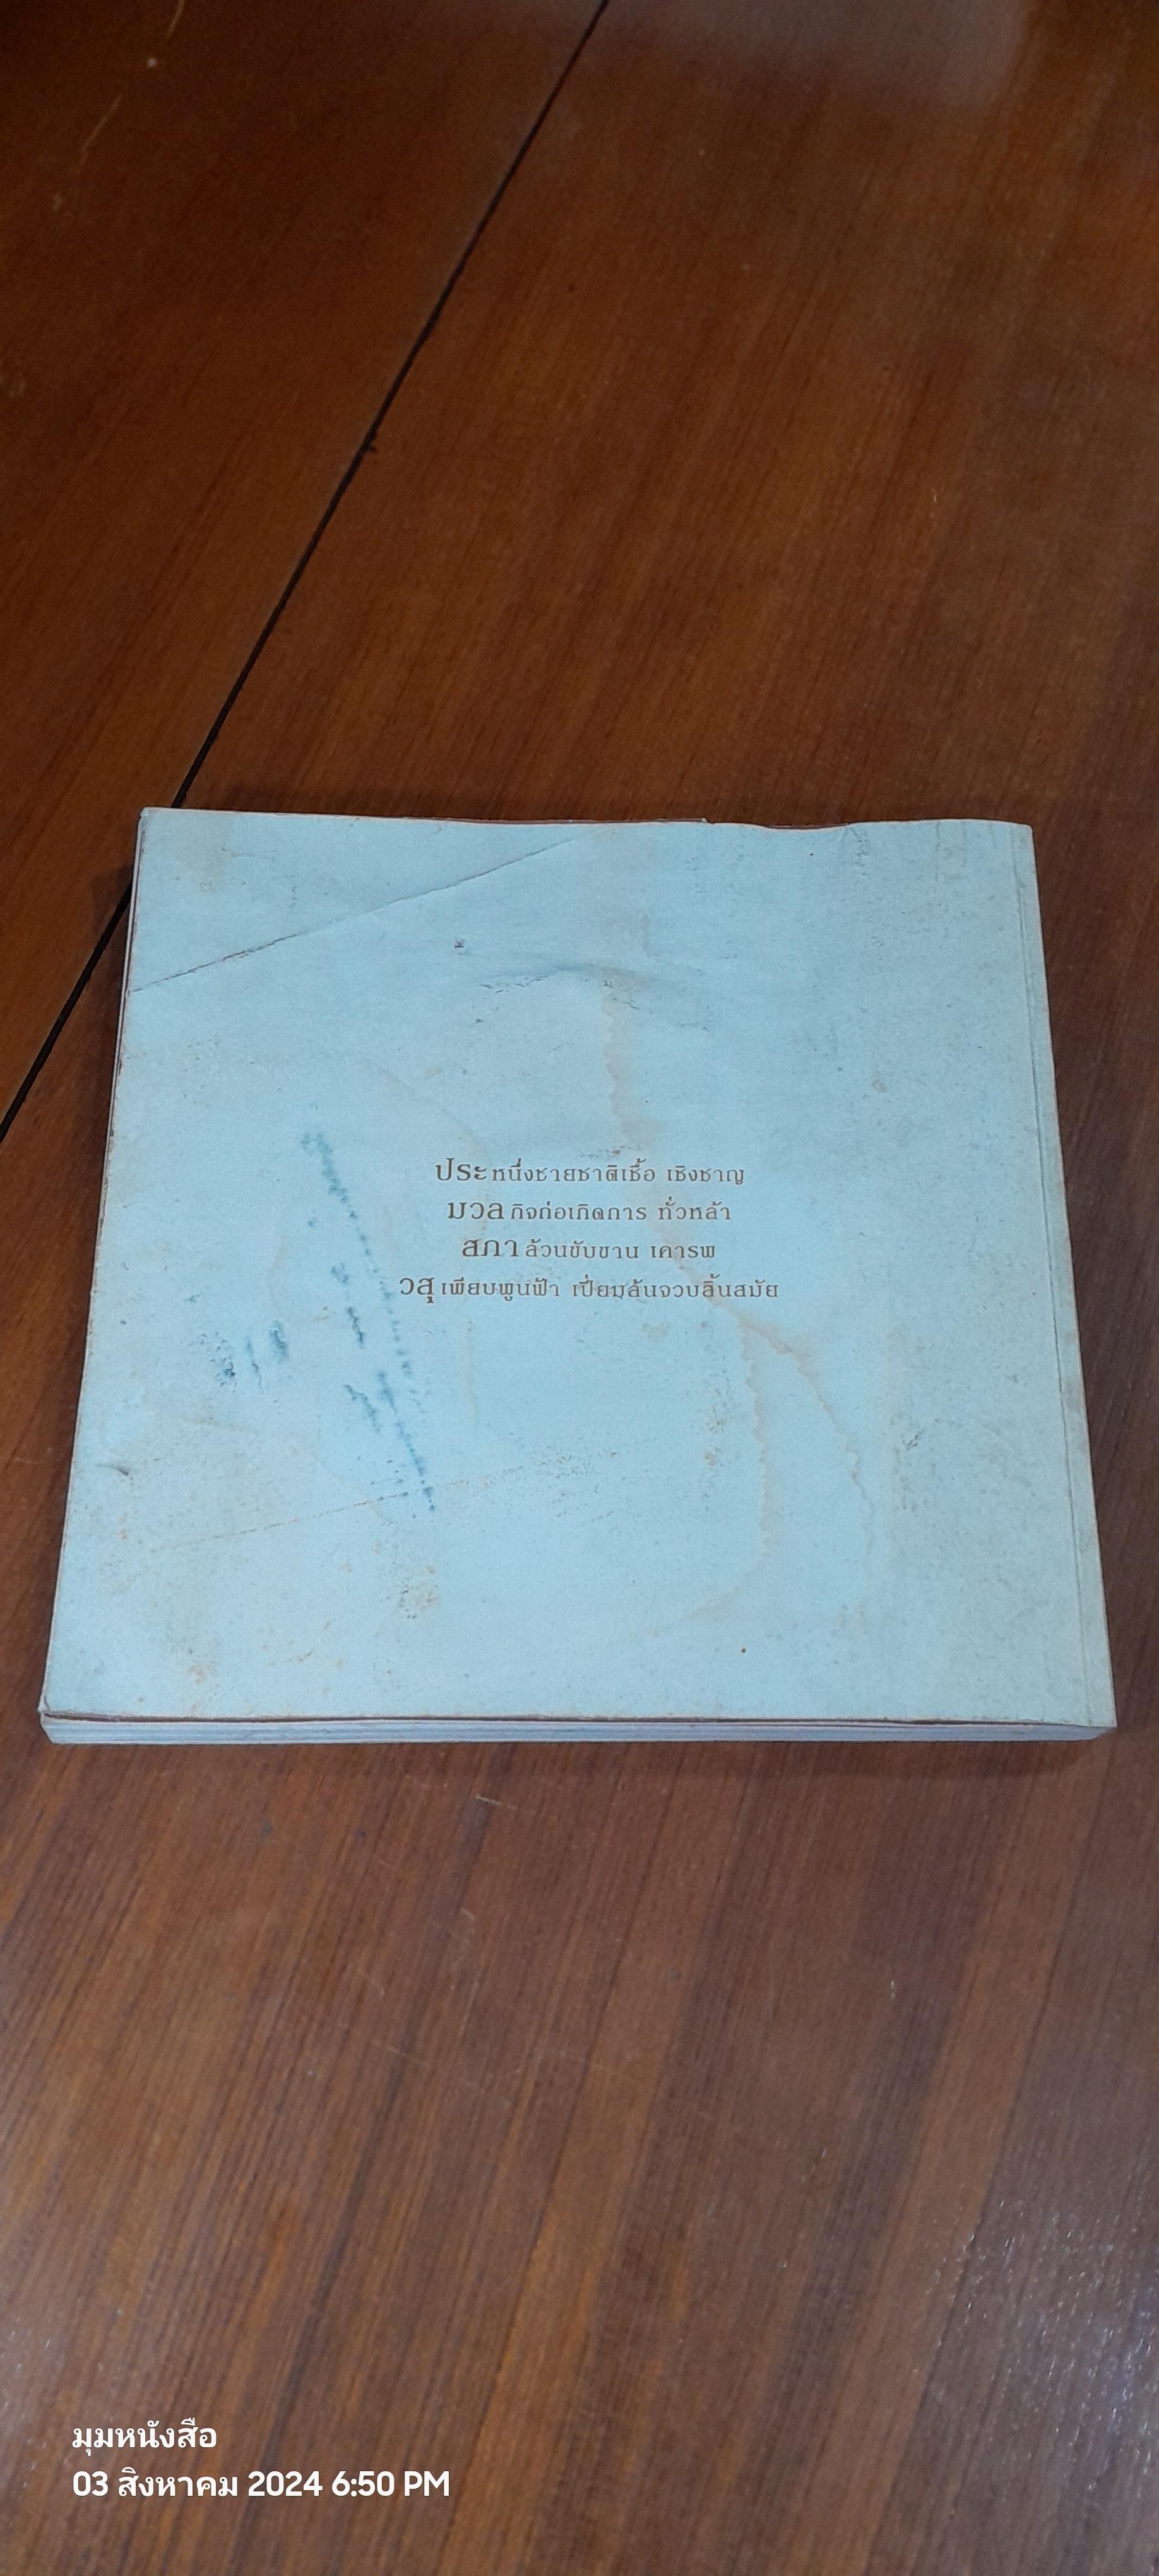 ประหนึ่งชายชาติเชื้อ เชิงชาญ
มวลกิจก่อเกิดการ ทั่วหล้า
สภาล้วนขับขาน เคารพ
วสุเพียบพูนฟ้า เปี่ยมล้นจวบสิ้นสมัย
มุมหนังสือ
03 สิงหาคม 2024 6:50 PM